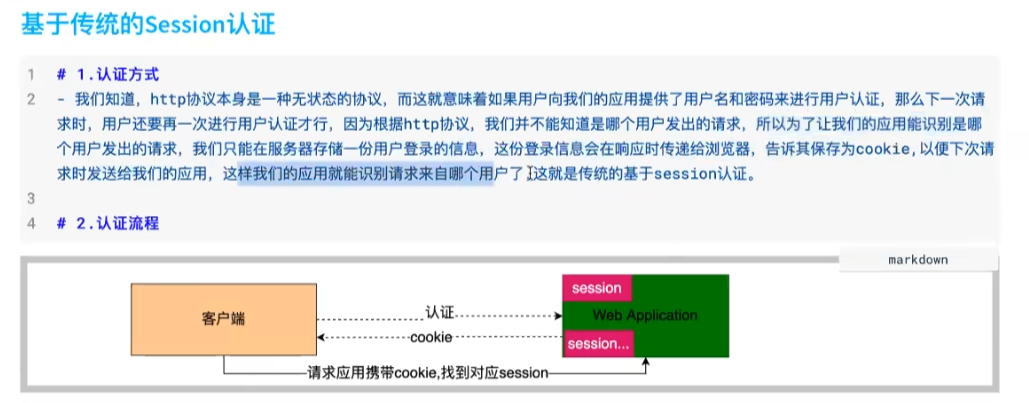 基于传统的Session认证
1 # 1.认证方式
2 - 我们知道，http协议本身是一种无状态的协议，而这就意味着如果用户向我们的应用提供了用户名和密码来进行用户认证，那么下一次请
求时，用户还要再一次进行用户认证才行，因为根据http协议，我们并不能知道是哪个用户发出的请求，所以为了让我们的应用能识别是哪
个用户发出的请求，我们只能在服务器存储一份用户登录的信息，这份登录信息会在响应时传递给浏览器，告诉其保存为cookie,以便下次请
求时发送给我们的应用，这样我们的应用就能识别请求来自哪个用户了,这就是传统的基于session认证。
3
4 # 2.认证流程
markdown
session
客户端
认证
Web Application
cookie
session...
请求应用携带cookie,找到对应session